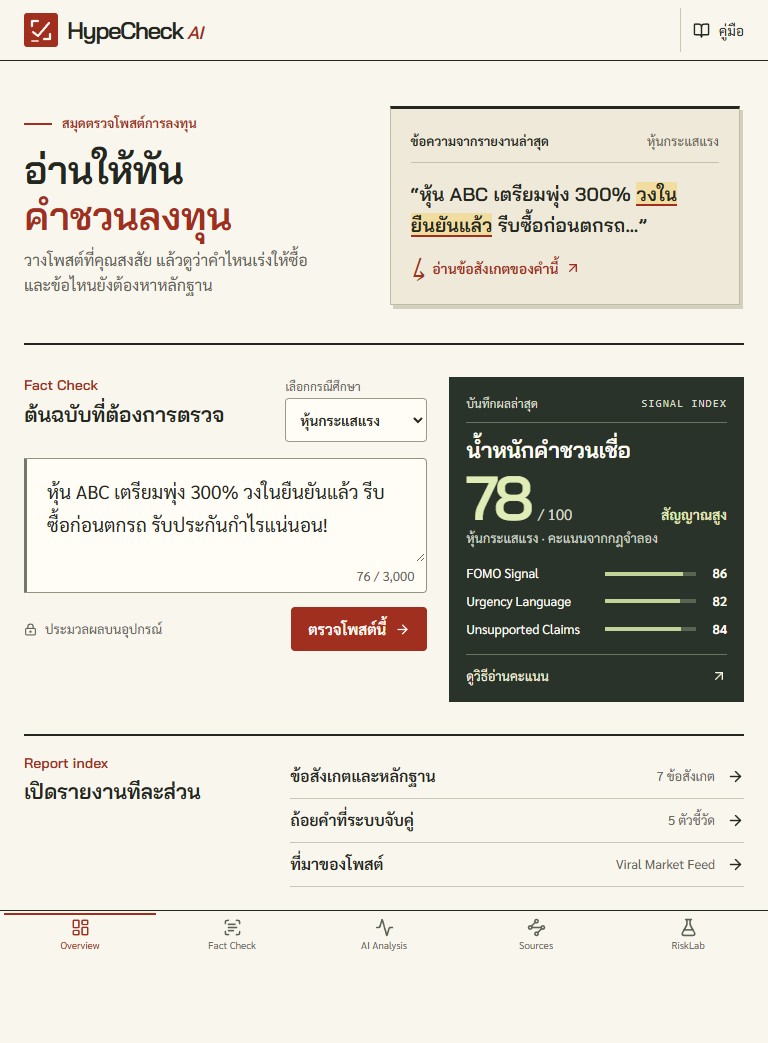 HypeCheck AI
คู่มือ
สมุดตรวจโพสต์การลงทุน
อ่านให้ทัน
คำชวนลงทุน
วางโพสต์ที่คุณสงสัย แล้วดูว่าคำไหนเร่งให้ซื้อ
และข้อไหนยังต้องหาหลักฐาน
ข้อความจากรายงานล่าสุด
หุ้นกระแสแรง
“หุ้น ABC เตรียมพุ่ง 300% วงใน
ยืนยันแล้ว รีบซื้อก่อนตกรถ…”
อ่านข้อสังเกตของคำนี้
Fact Check
ต้นฉบับที่ต้องการตรวจ
เลือกกรณีศึกษา
หุ้นกระแสแรง
หุ้น ABC เตรียมพุ่ง 300% วงในยืนยันแล้ว รีบ
ซื้อก่อนตกรถ รับประกันกำไรแน่นอน!
76 / 3,000
ประมวลผลบนอุปกรณ์
ตรวจโพสต์นี้
บันทึกผลล่าสุด
SIGNAL INDEX
น้ำหนักคำชวนเชื่อ
78 / 100
สัญญาณสูง
หุ้นกระแสแรง · คะแนนจากกฎจำลอง
FOMO Signal 86
Urgency Language 82
Unsupported Claims 84
ดูวิธีอ่านคะแนน
Report index
เปิดรายงานทีละส่วน
ข้อสังเกตและหลักฐาน 7 ข้อสังเกต
ถ้อยคำที่ระบบจับคู่ 5 ตัวชี้วัด
ที่มาของโพสต์ Viral Market Feed
Overview
Fact Check
AI Analysis
Sources
RiskLab